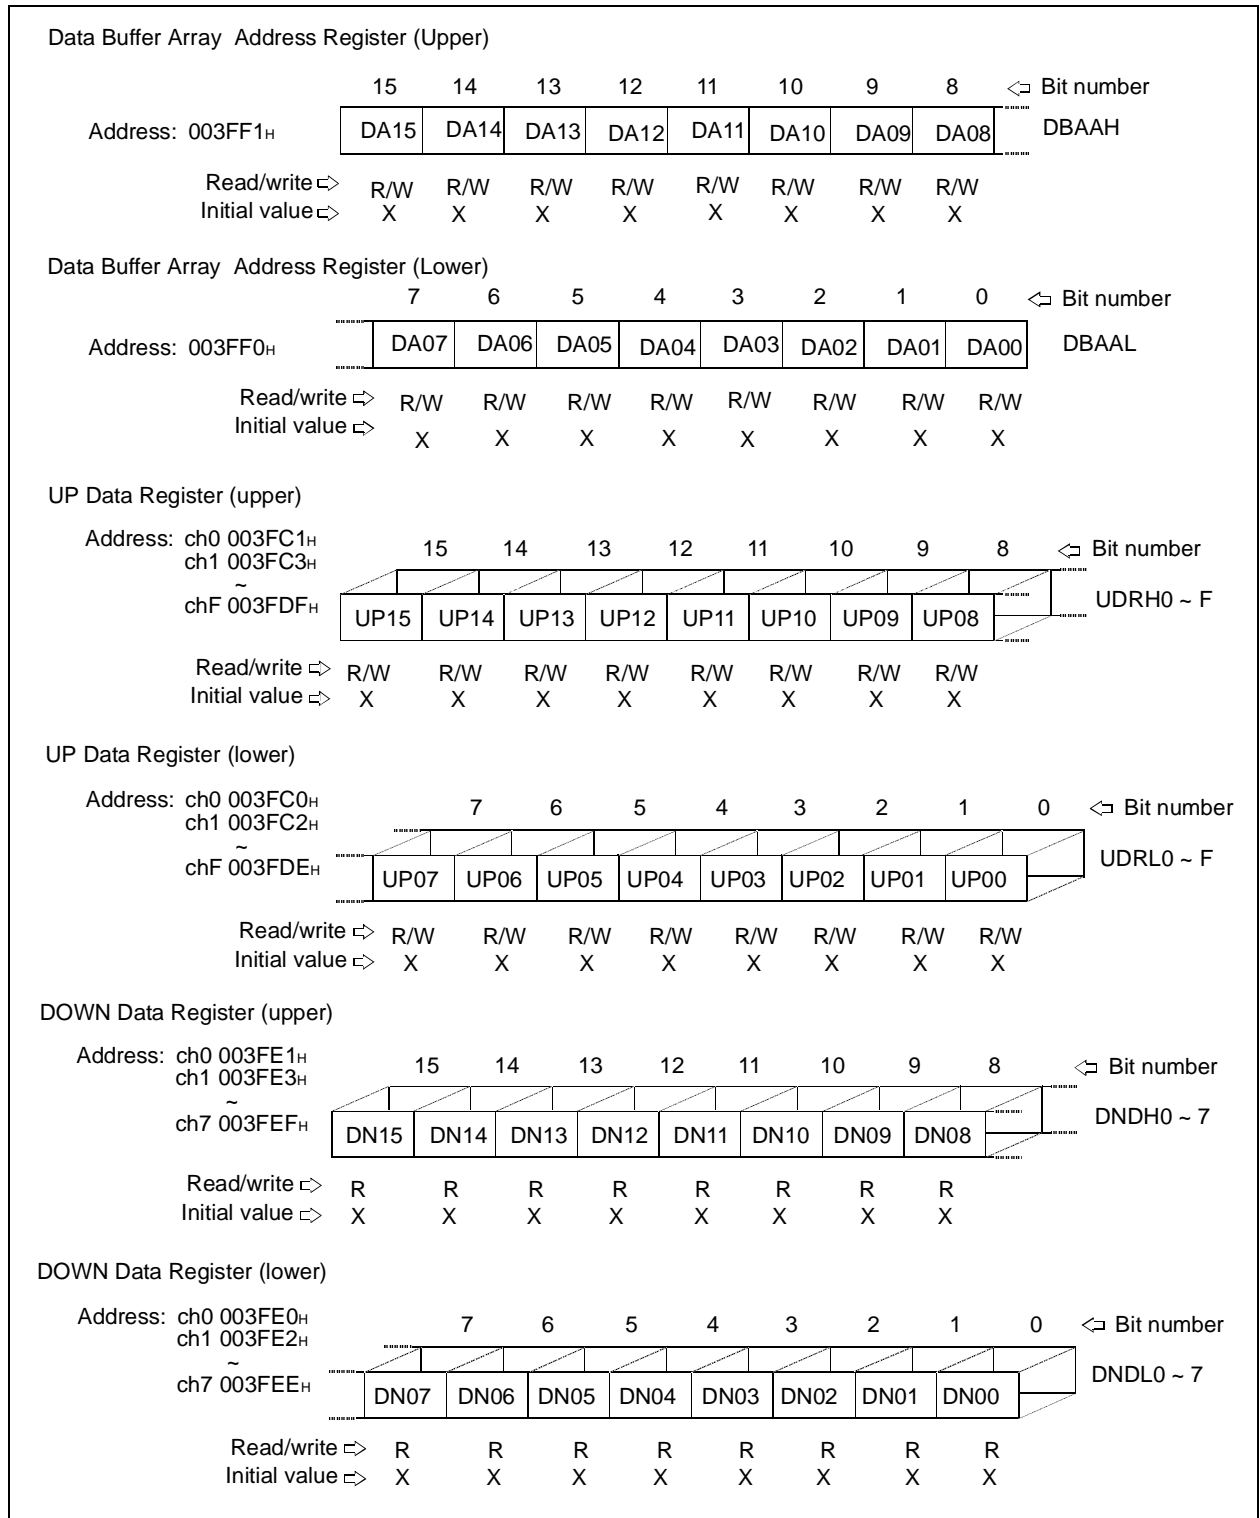 Data Buffer Array Address Register (Upper)
15 14 13 12 11 10 9 8 ⇦ Bit number
Address: 003FF1H DA15 DA14 DA13 DA12 DA11 DA10 DA09 DA08 DBAAH
Read/write ⇨ R/W R/W R/W R/W R/W R/W R/W R/W
Initial value ⇨ X X X X X X X X
Data Buffer Array Address Register (Lower)
7 6 5 4 3 2 1 0 ⇦ Bit number
Address: 003FF0H DA07 DA06 DA05 DA04 DA03 DA02 DA01 DA00 DBAAL
Read/write ⇨ R/W R/W R/W R/W R/W R/W R/W R/W
Initial value ⇨ X X X X X X X X
UP Data Register (upper)
Address: ch0 003FC1H
ch1 003FC3H 15 14 13 12 11 10 9 8 ⇦ Bit number
~
chF 003FDFH UP15 UP14 UP13 UP12 UP11 UP10 UP09 UP08 UDRH0 ~ F
Read/write ⇨ R/W R/W R/W R/W R/W R/W R/W R/W
Initial value ⇨ X X X X X X X X
UP Data Register (lower)
Address: ch0 003FC0H 7 6 5 4 3 2 1 0 ⇦ Bit number
ch1 003FC2H
~
chF 003FDEH UP07 UP06 UP05 UP04 UP03 UP02 UP01 UP00 UDRL0 ~ F
Read/write ⇨ R/W R/W R/W R/W R/W R/W R/W R/W
Initial value ⇨ X X X X X X X X
DOWN Data Register (upper)
Address: ch0 003FE1H 15 14 13 12 11 10 9 8 ⇦ Bit number
ch1 003FE3H
~
ch7 003FEFH DN15 DN14 DN13 DN12 DN11 DN10 DN09 DN08 DNDH0 ~ 7
Read/write ⇨ R R R R R R R R
Initial value ⇨ X X X X X X X X
DOWN Data Register (lower)
Address: ch0 003FE0H 7 6 5 4 3 2 1 0 ⇦ Bit number
ch1 003FE2H
~
ch7 003FEEH DN07 DN06 DN05 DN04 DN03 DN02 DN01 DN00 DNDL0 ~ 7
Read/write ⇨ R R R R R R R R
Initial value ⇨ X X X X X X X X